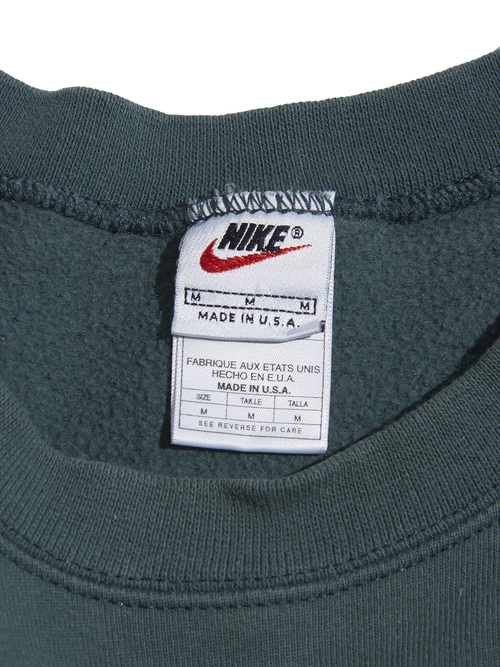 NIKE®
M M M
MADE IN U.S.A.
FABRIQUE AUX ETATS UNIS
HECHO EN E.U.A.
MADE IN U.S.A.
SIZE TAILLE TALLA
M M M
SEE REVERSE FOR CARE